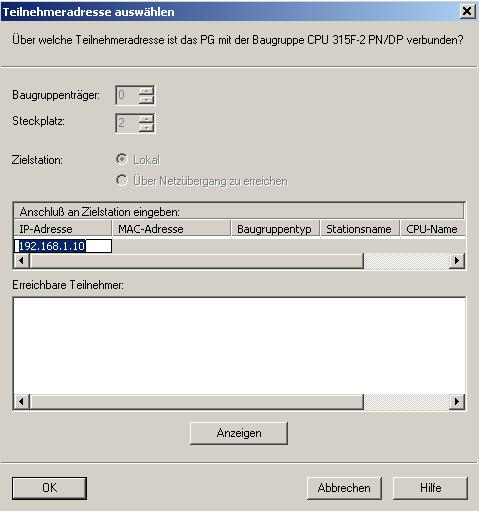 Teilnehmeradresse auswählen
Über welche Teilnehmeradresse ist das PG mit der Baugruppe CPU 315F-2 PN/DP verbunden?
Baugruppenträger: 0
Steckplatz: 2
Zielstation: Lokal
Über Netzübergang zu erreichen
Anschluß an Zielstation eingeben:
IP-Adresse MAC-Adresse Baugruppentyp Stationsname CPU-Name
192.168.1.10
Erreichbare Teilnehmer:
Anzeigen
OK Abbrechen Hilfe